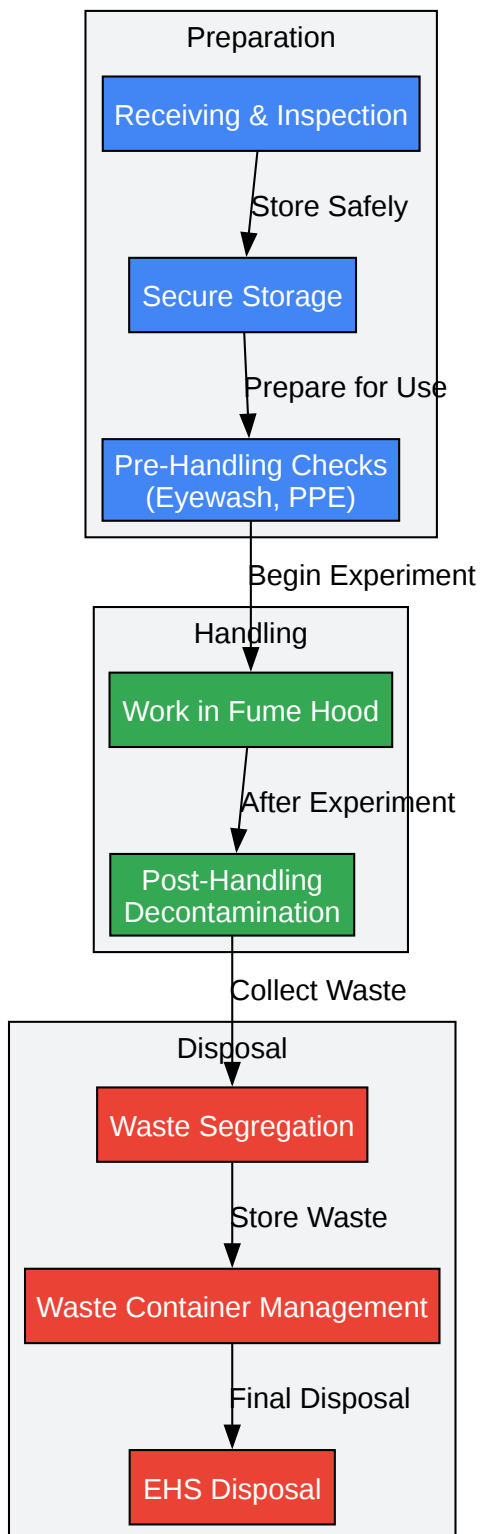 Preparation
Receiving & Inspection
Store Safely
Secure Storage
Prepare for Use
Pre-Handling Checks
(Eyewash, PPE)
Begin Experiment
Handling
Work in Fume Hood
After Experiment
Post-Handling
Decontamination
Collect Waste
Disposal
Waste Segregation
Store Waste
Waste Container Management
Final Disposal
EHS Disposal